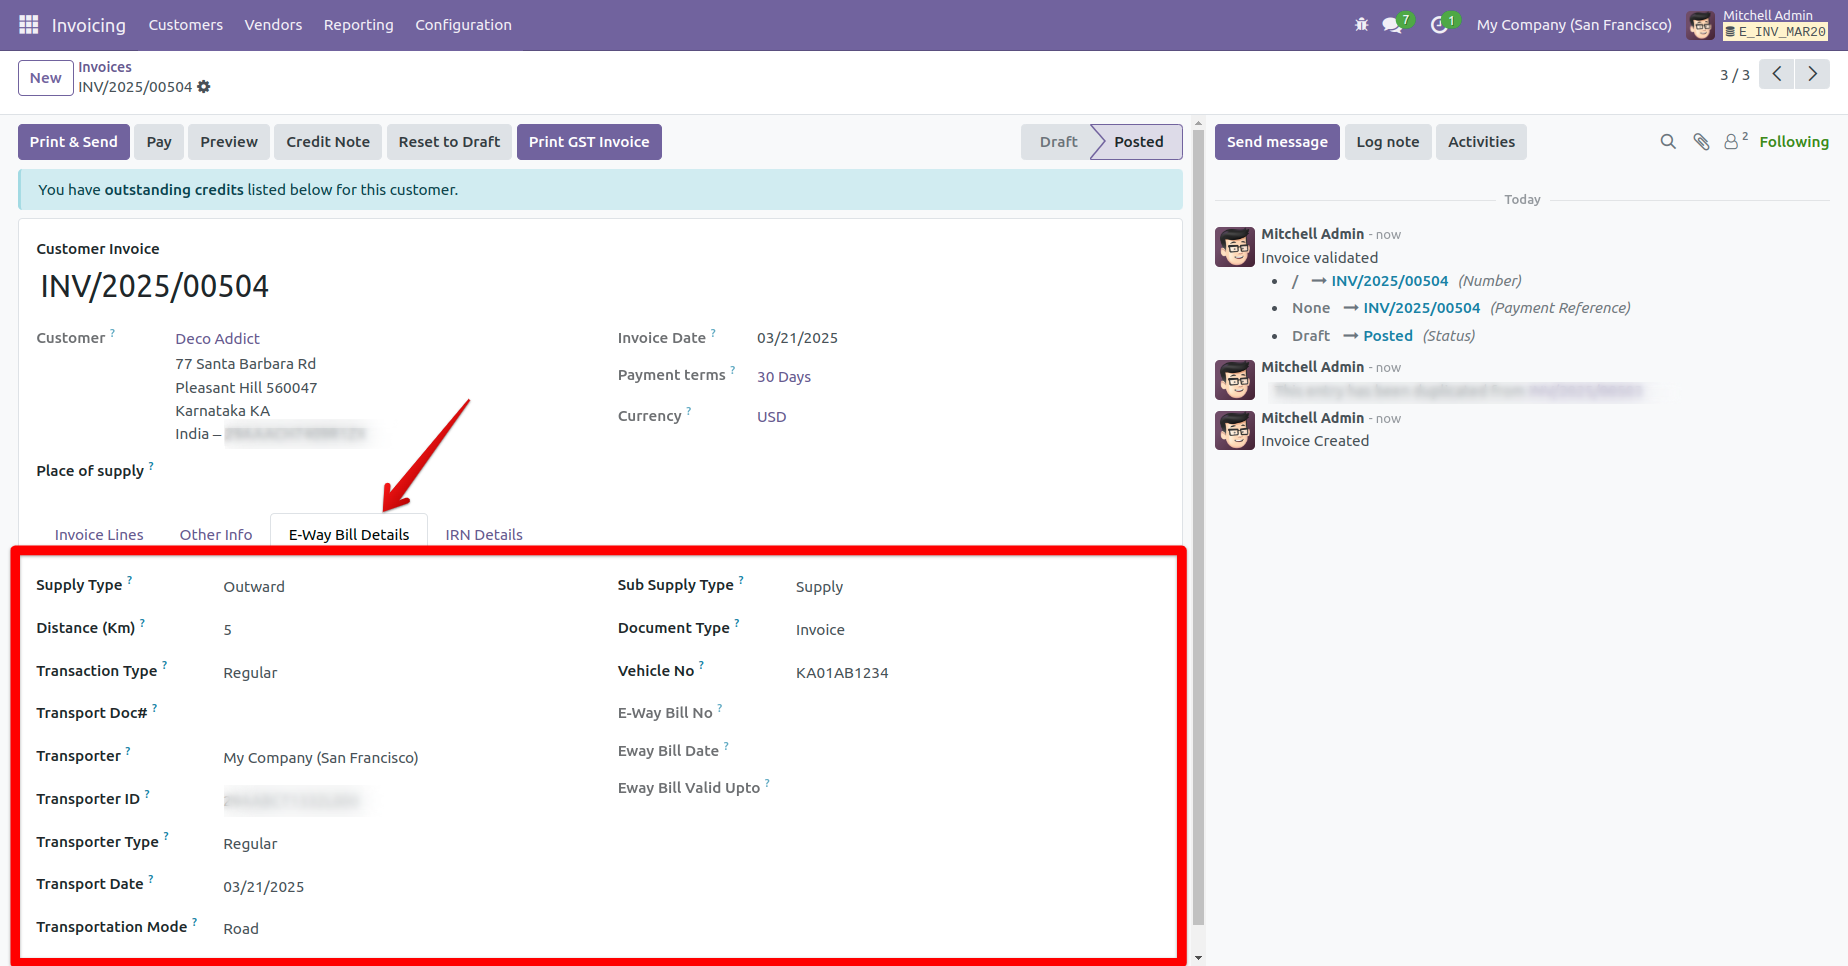 Invoicing Customers Vendors Reporting Configuration 7 1 My Company (San Francisco) Mitchell Admin
E_INV_MAR20
New Invoices
INV/2025/00504
3 / 3
Print & Send Pay Preview Credit Note Reset to Draft Print GST Invoice Draft Posted
You have outstanding credits listed below for this customer.
Customer Invoice
INV/2025/00504
Customer ? Deco Addict
77 Santa Barbara Rd
Pleasant Hill 560047
Karnataka KA
India –
Place of supply ?
Invoice Date ? 03/21/2025
Payment terms ? 30 Days
Currency ? USD
Invoice Lines Other Info E-Way Bill Details IRN Details
Supply Type ? Outward
Distance (Km) ? 5
Transaction Type ? Regular
Transport Doc# ?
Transporter ? My Company (San Francisco)
Transporter ID ?
Transporter Type ? Regular
Transport Date ? 03/21/2025
Transportation Mode ? Road
Sub Supply Type ? Supply
Document Type ? Invoice
Vehicle No ? KA01AB1234
E-Way Bill No ?
Eway Bill Date ?
Eway Bill Valid Upto ?
Send message Log note Activities 2 Following
Today
Mitchell Admin - now
Invoice validated
• / → INV/2025/00504 (Number)
• None → INV/2025/00504 (Payment Reference)
• Draft → Posted (Status)
Mitchell Admin - now
This entry has been duplicated from
Mitchell Admin - now
Invoice Created